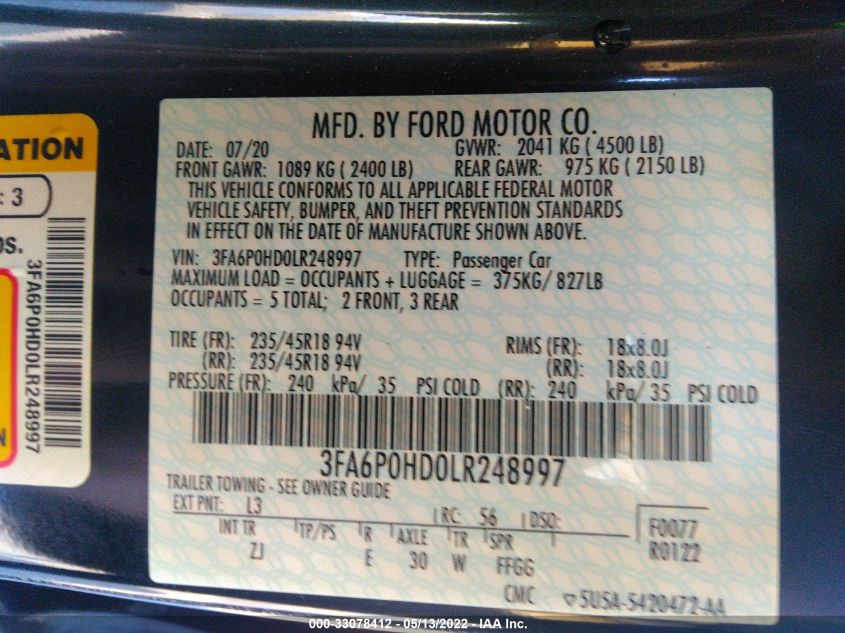 ATION
: 3
bs.
3FA6P0HD0LR248997
N
MFD. BY FORD MOTOR CO.
DATE: 07/20 GVWR: 2041 KG ( 4500 LB)
FRONT GAWR: 1089 KG ( 2400 LB) REAR GAWR: 975 KG ( 2150 LB)
THIS VEHICLE CONFORMS TO ALL APPLICABLE FEDERAL MOTOR
VEHICLE SAFETY, BUMPER, AND THEFT PREVENTION STANDARDS
IN EFFECT ON THE DATE OF MANUFACTURE SHOWN ABOVE.
VIN: 3FA6P0HD0LR248997 TYPE: Passenger Car
MAXIMUM LOAD = OCCUPANTS + LUGGAGE = 375KG/ 827LB
OCCUPANTS = 5 TOTAL; 2 FRONT, 3 REAR
TIRE (FR): 235/45R18 94V RIMS (FR): 18x8.0J
(RR): 235/45R18 94V (RR): 18x8.0J
PRESSURE (FR): 240 kPa/ 35 PSI COLD (RR): 240 kPa/ 35 PSI COLD
3FA6P0HD0LR248997
TRAILER TOWING - SEE OWNER GUIDE
EXT PNT: L3 RC: 56 DSO:
INT TR TP/PS R AXLE TR SPR
ZJ E 30 W FFGG
F0077
R0122
CMC 5U5A-5420472-AA
000-33078412 - 05/13/2022 - IAA Inc.